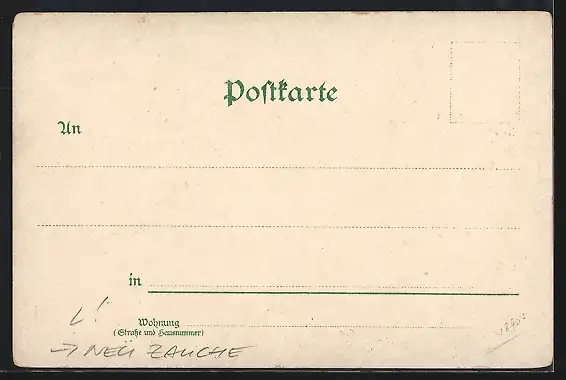 Postkarte
An
in
Wohnung
(Straße und Hausnummer)
L!
→ NEU ZAUCHE